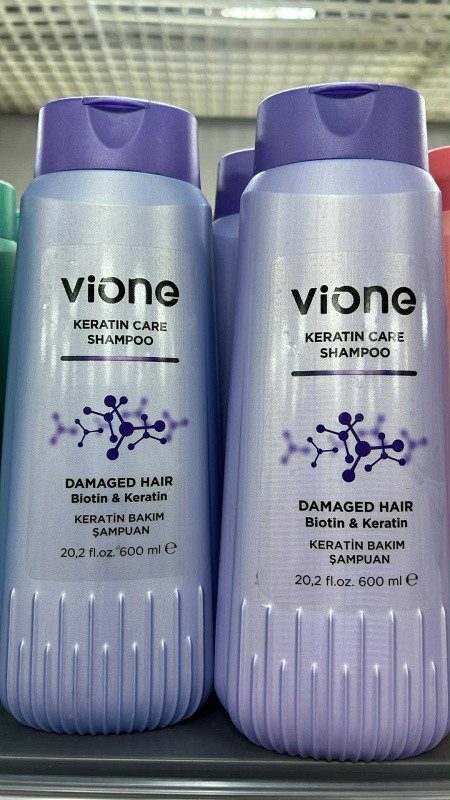 vione
KERATIN CARE
SHAMPOO
DAMAGED HAIR
Biotin & Keratin
KERATİN BAKIM
ŞAMPUAN
20,2 fl.oz. 600 ml ℮
vione
KERATIN CARE
SHAMPOO
DAMAGED HAIR
Biotin & Keratin
KERATİN BAKIM
ŞAMPUAN
20,2 fl.oz. 600 ml ℮